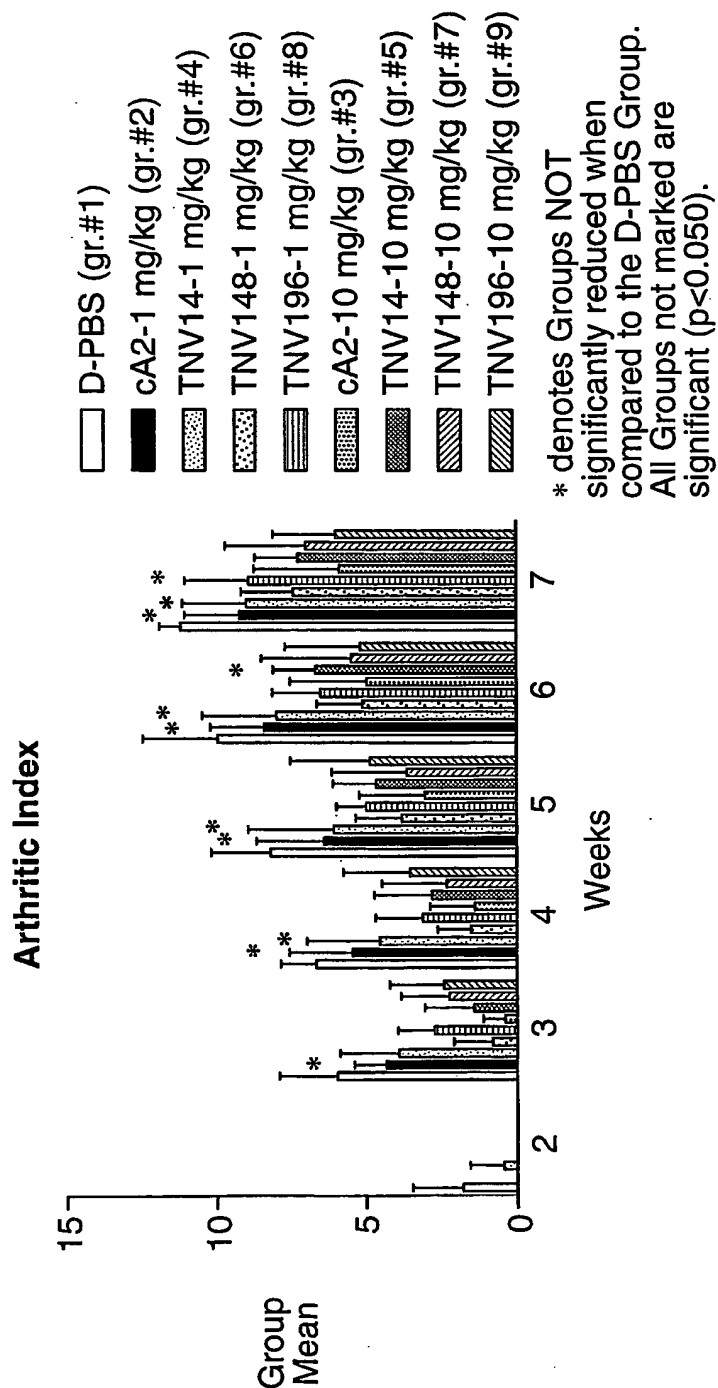 Arthritic Index
Group
Mean
15
10
5
0
2
3
4
5
6
7
Weeks
*
*
*
*
*
*
*
*
*
*
*
D-PBS (gr.#1)
cA2-1 mg/kg (gr.#2)
TNV14-1 mg/kg (gr.#4)
TNV148-1 mg/kg (gr.#6)
TNV196-1 mg/kg (gr.#8)
cA2-10 mg/kg (gr.#3)
TNV14-10 mg/kg (gr.#5)
TNV148-10 mg/kg (gr.#7)
TNV196-10 mg/kg (gr.#9)
* denotes Groups NOT
significantly reduced when
compared to the D-PBS Group.
All Groups not marked are
significant (p<0.050).